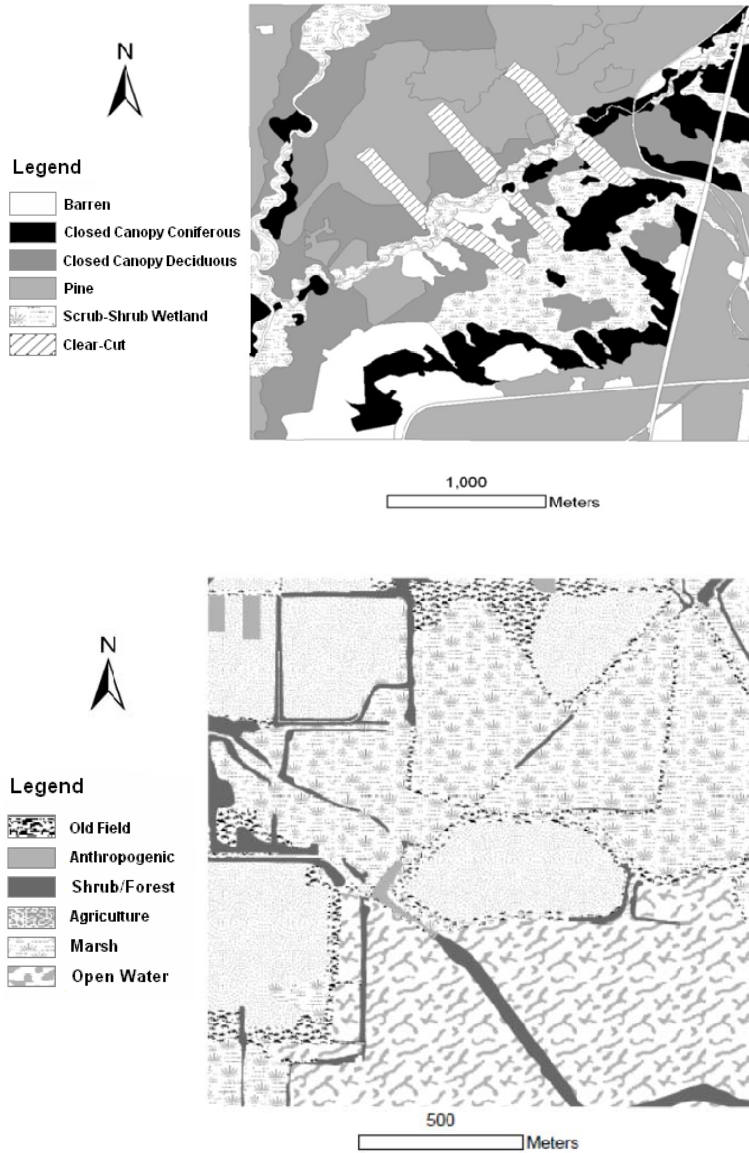 N
Legend
Barren
Closed Canopy Coniferous
Closed Canopy Deciduous
Pine
Scrub-Shrub Wetland
Clear-Cut
1,000
Meters
N
Legend
Old Field
Anthropogenic
Shrub/Forest
Agriculture
Marsh
Open Water
500
Meters